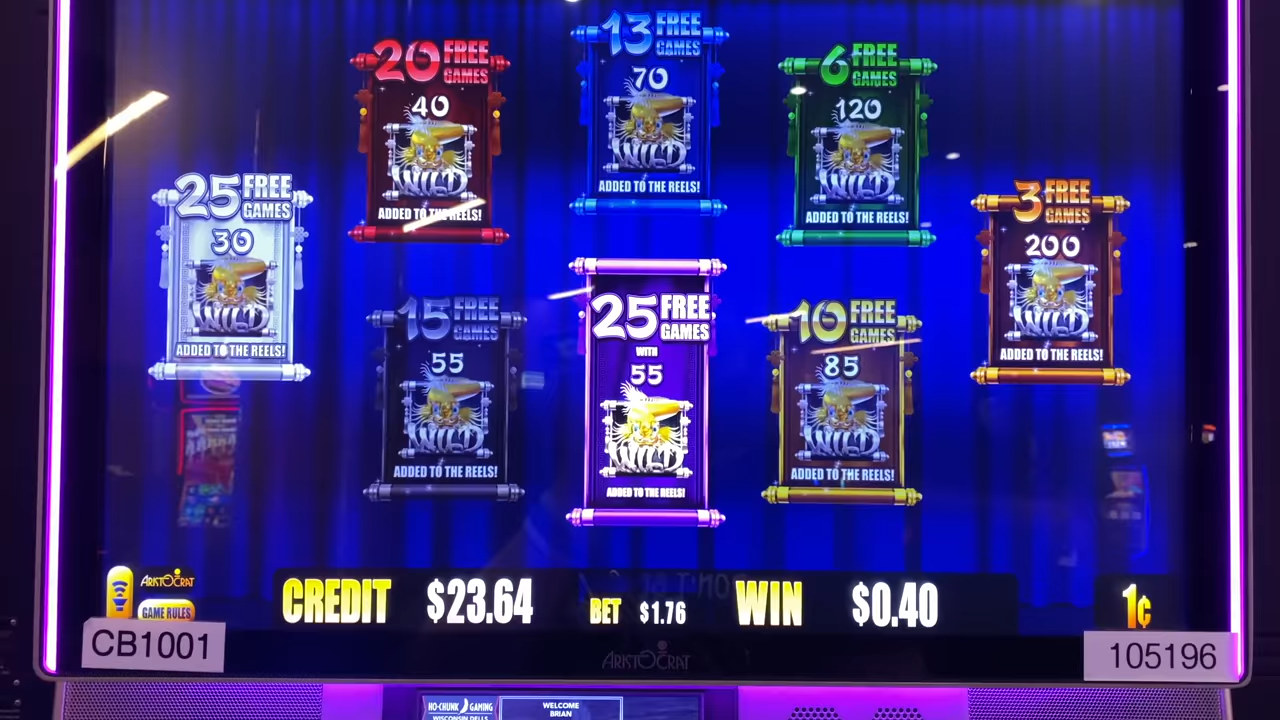 20 FREE
GAMES
40
WILD
ADDED TO THE REELS!
13 FREE
GAMES
70
WILD
ADDED TO THE REELS!
6 FREE
GAMES
120
WILD
ADDED TO THE REELS!
25 FREE
GAMES
30
WILD
ADDED TO THE REELS!
3 FREE
GAMES
200
WILD
ADDED TO THE REELS!
15 FREE
GAMES
55
WILD
ADDED TO THE REELS!
25 FREE
GAMES
WITH
55
WILD
ADDED TO THE REELS!
10 FREE
GAMES
85
WILD
ADDED TO THE REELS!
ARISTOCRAT
GAME RULES
CREDIT $23.64 BET $1.76 WIN $0.40 1¢
CB1001
ARISTOCRAT
105196
HO-CHUNK GAMING
WISCONSIN DELLS
WELCOME
BRIAN